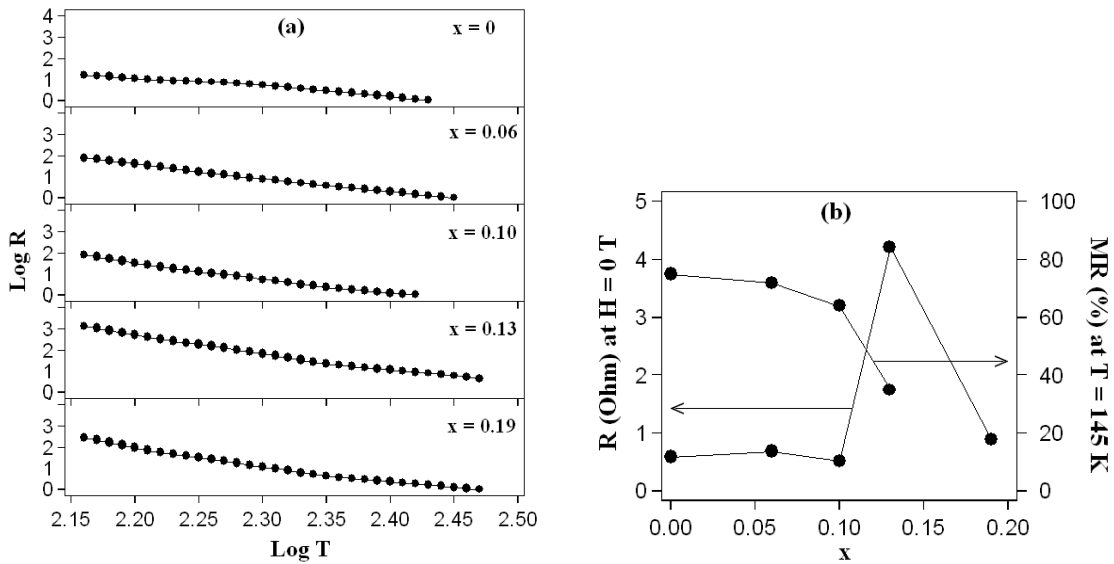 (a)
x = 0
4
3
2
1
0
x = 0.06
3
2
1
0
x = 0.10
3
2
1
0
x = 0.13
3
2
1
0
x = 0.19
3
2
1
0
2.15 2.20 2.25 2.30 2.35 2.40 2.45 2.50
Log T
Log R
(b)
5
4
3
2
1
0
R (Ohm) at H = 0 T
100
80
60
40
20
0
MR (%) at T = 145 K
0.00 0.05 0.10 0.15 0.20
x